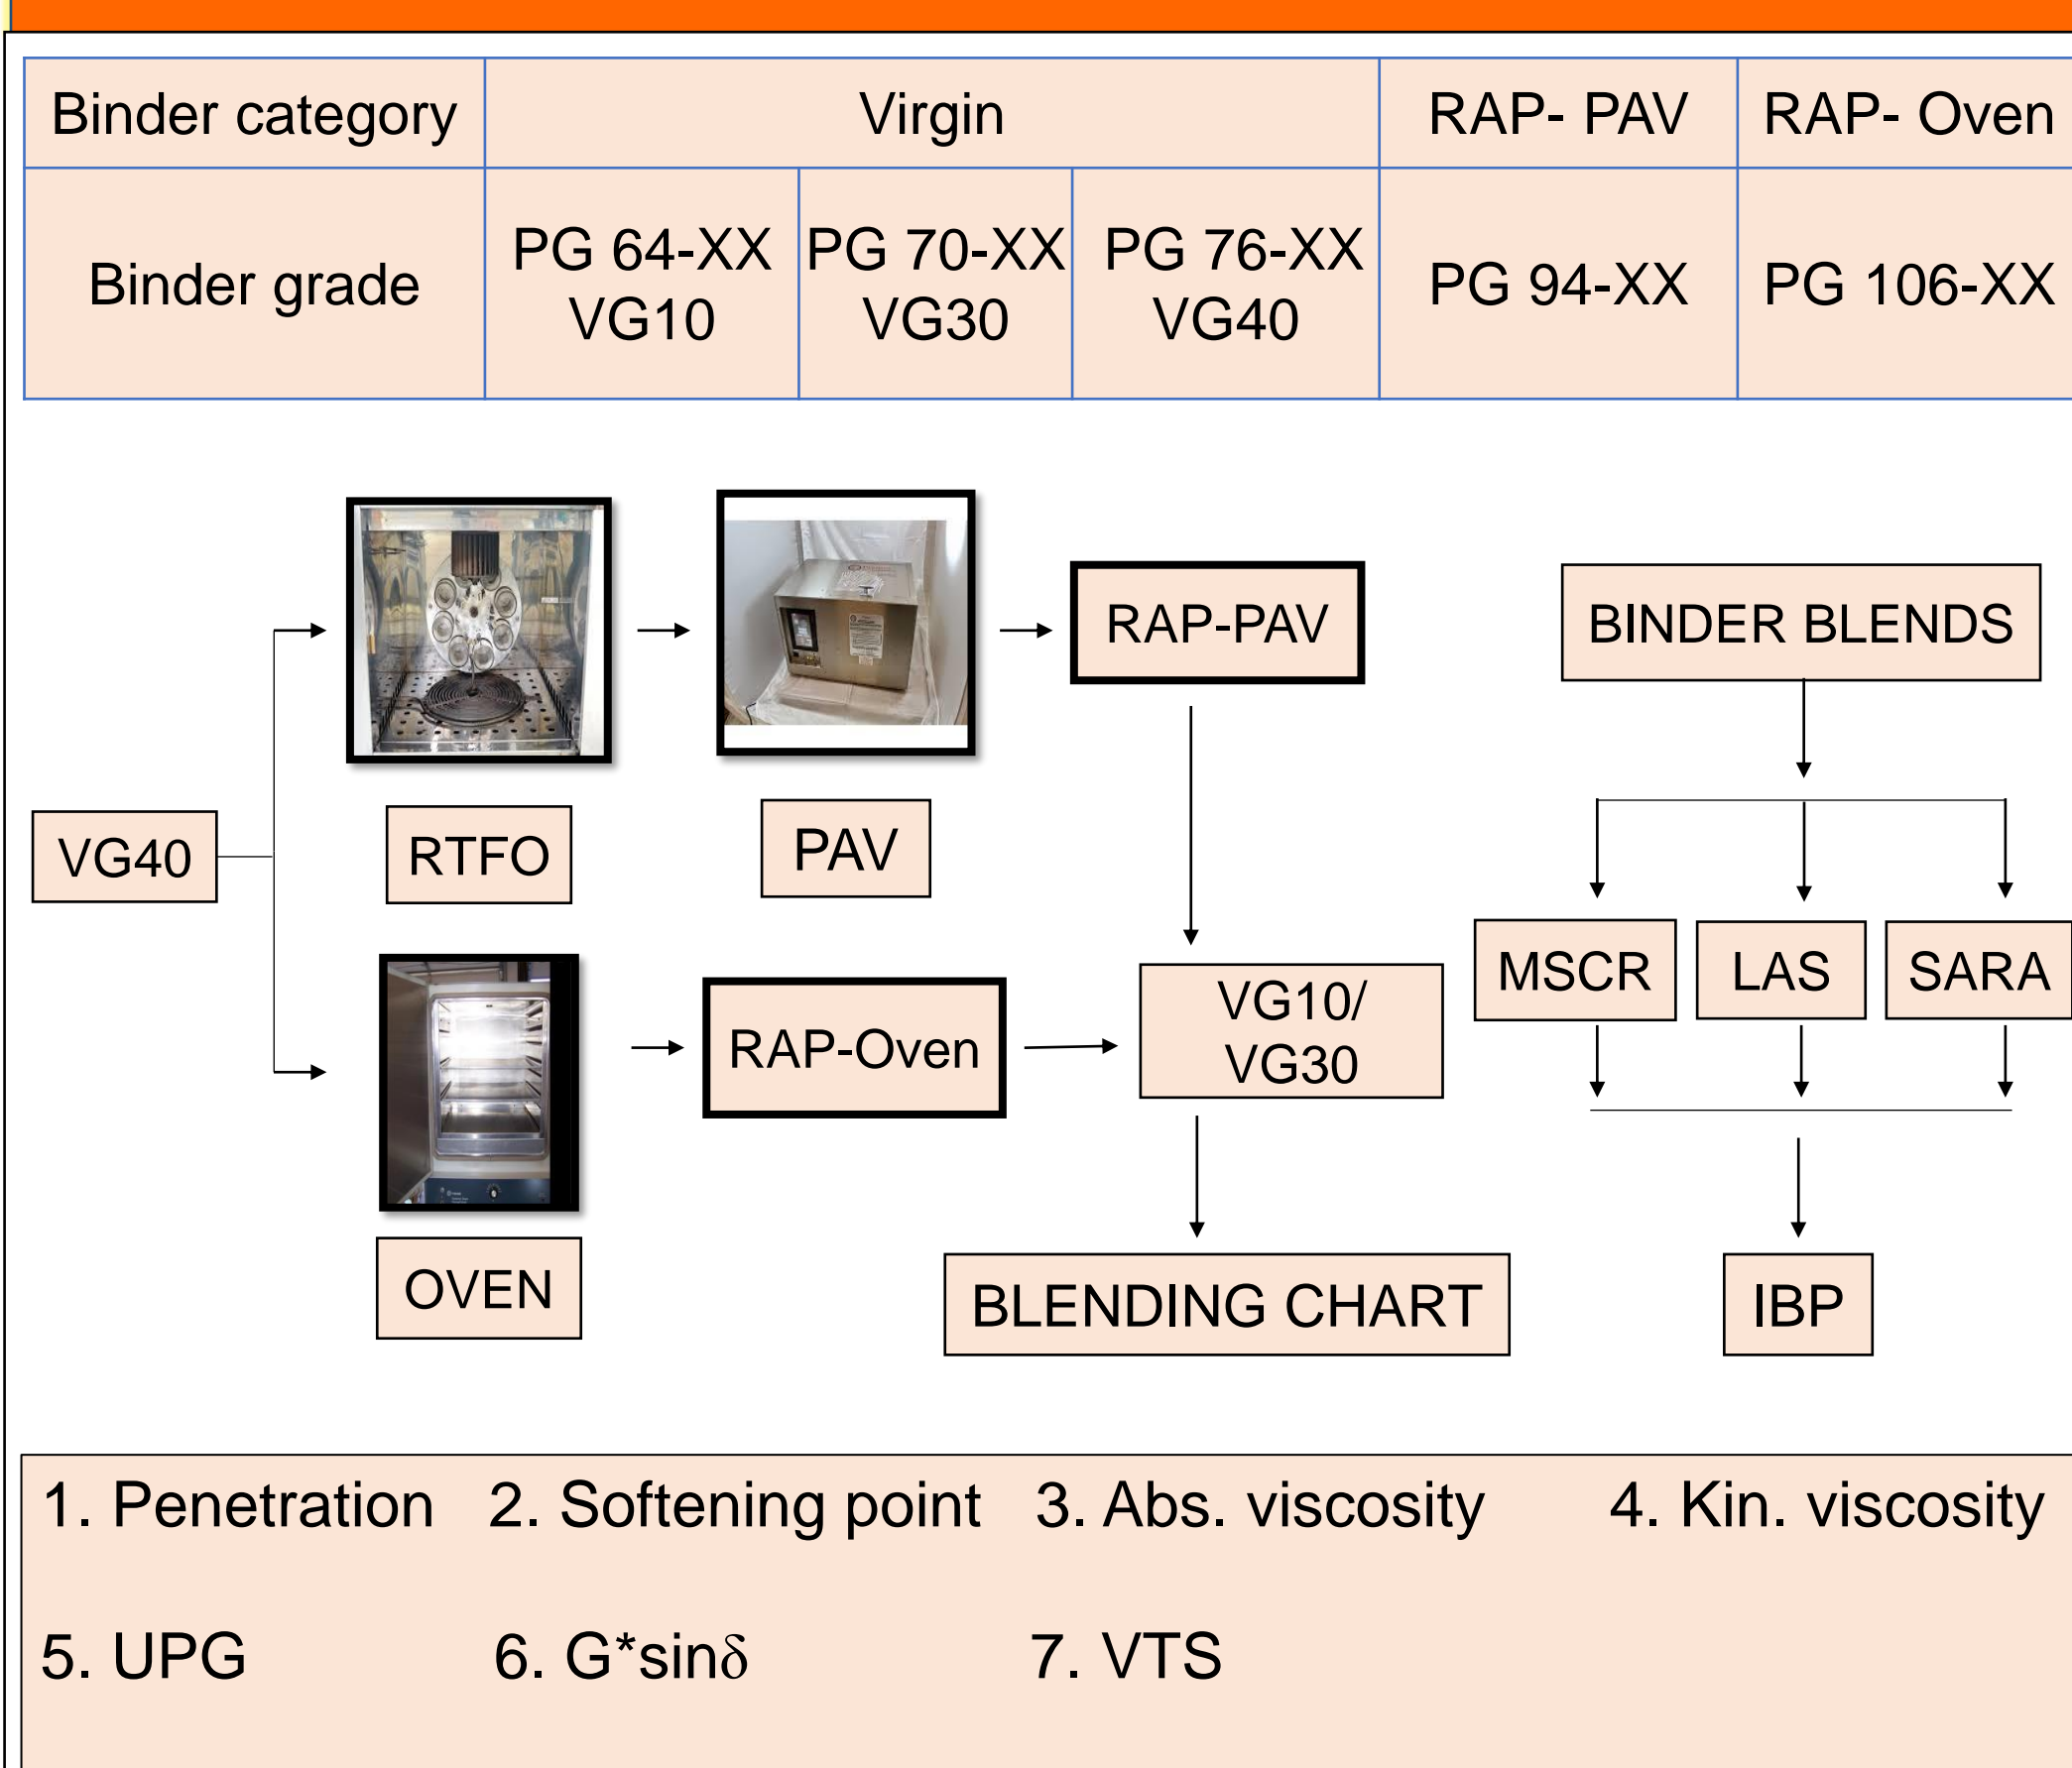 Binder category
Virgin
RAP- PAV
RAP- Oven
Binder grade
PG 64-XX
VG10
PG 70-XX
VG30
PG 76-XX
VG40
PG 94-XX
PG 106-XX
RAP-PAV
BINDER BLENDS
VG40
RTFO
PAV
MSCR
LAS
SARA
RAP-Oven
VG10/
VG30
OVEN
BLENDING CHART
IBP
1. Penetration 2. Softening point 3. Abs. viscosity 4. Kin. viscosity
5. UPG 6. G*sinδ 7. VTS